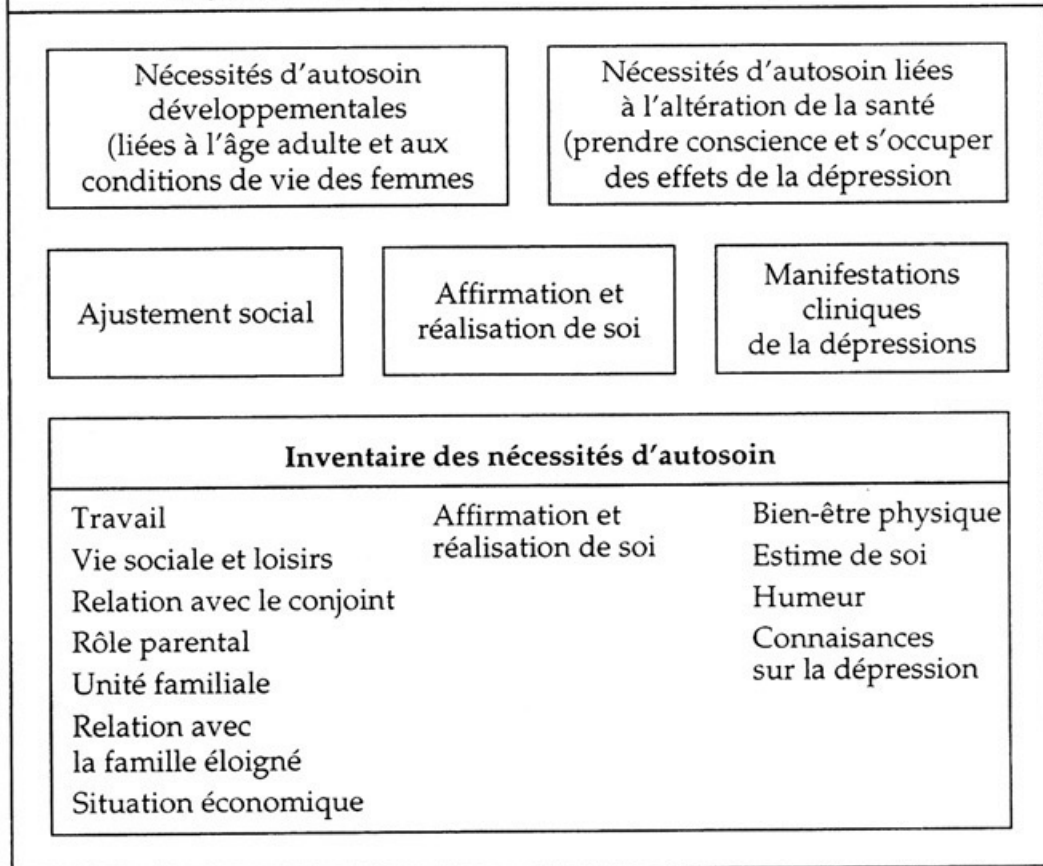 Nécessités d'autosoin
développementales
(liées à l'âge adulte et aux
conditions de vie des femmes
Nécessités d'autosoin liées
à l'altération de la santé
(prendre conscience et s'occuper
des effets de la dépression
Ajustement social
Affirmation et
réalisation de soi
Manifestations
cliniques
de la dépressions
Inventaire des nécessités d'autosoin
Travail
Vie sociale et loisirs
Relation avec le conjoint
Rôle parental
Unité familiale
Relation avec
la famille éloigné
Situation économique
Affirmation et
réalisation de soi
Bien-être physique
Estime de soi
Humeur
Connaisances
sur la dépression